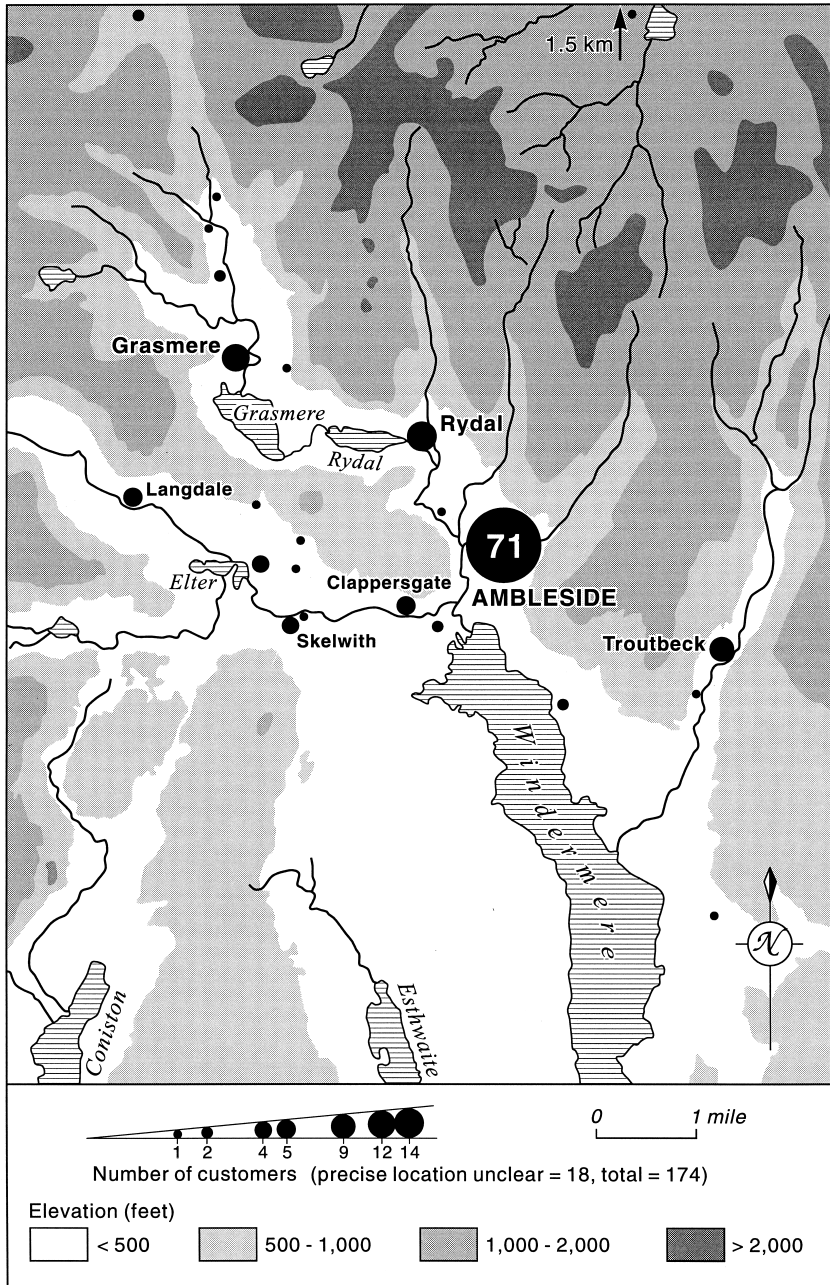 1.5 km
Grasmere
Grasmere
Rydal
Rydal
Langdale
71
Elter
Clappersgate
AMBLESIDE
Skelwith
Troutbeck
Windermere
N
Coniston
Esthwaite
0 1 mile
1 2 4 5 9 12 14
Number of customers (precise location unclear = 18, total = 174)
Elevation (feet)
< 500 500 - 1,000 1,000 - 2,000 > 2,000